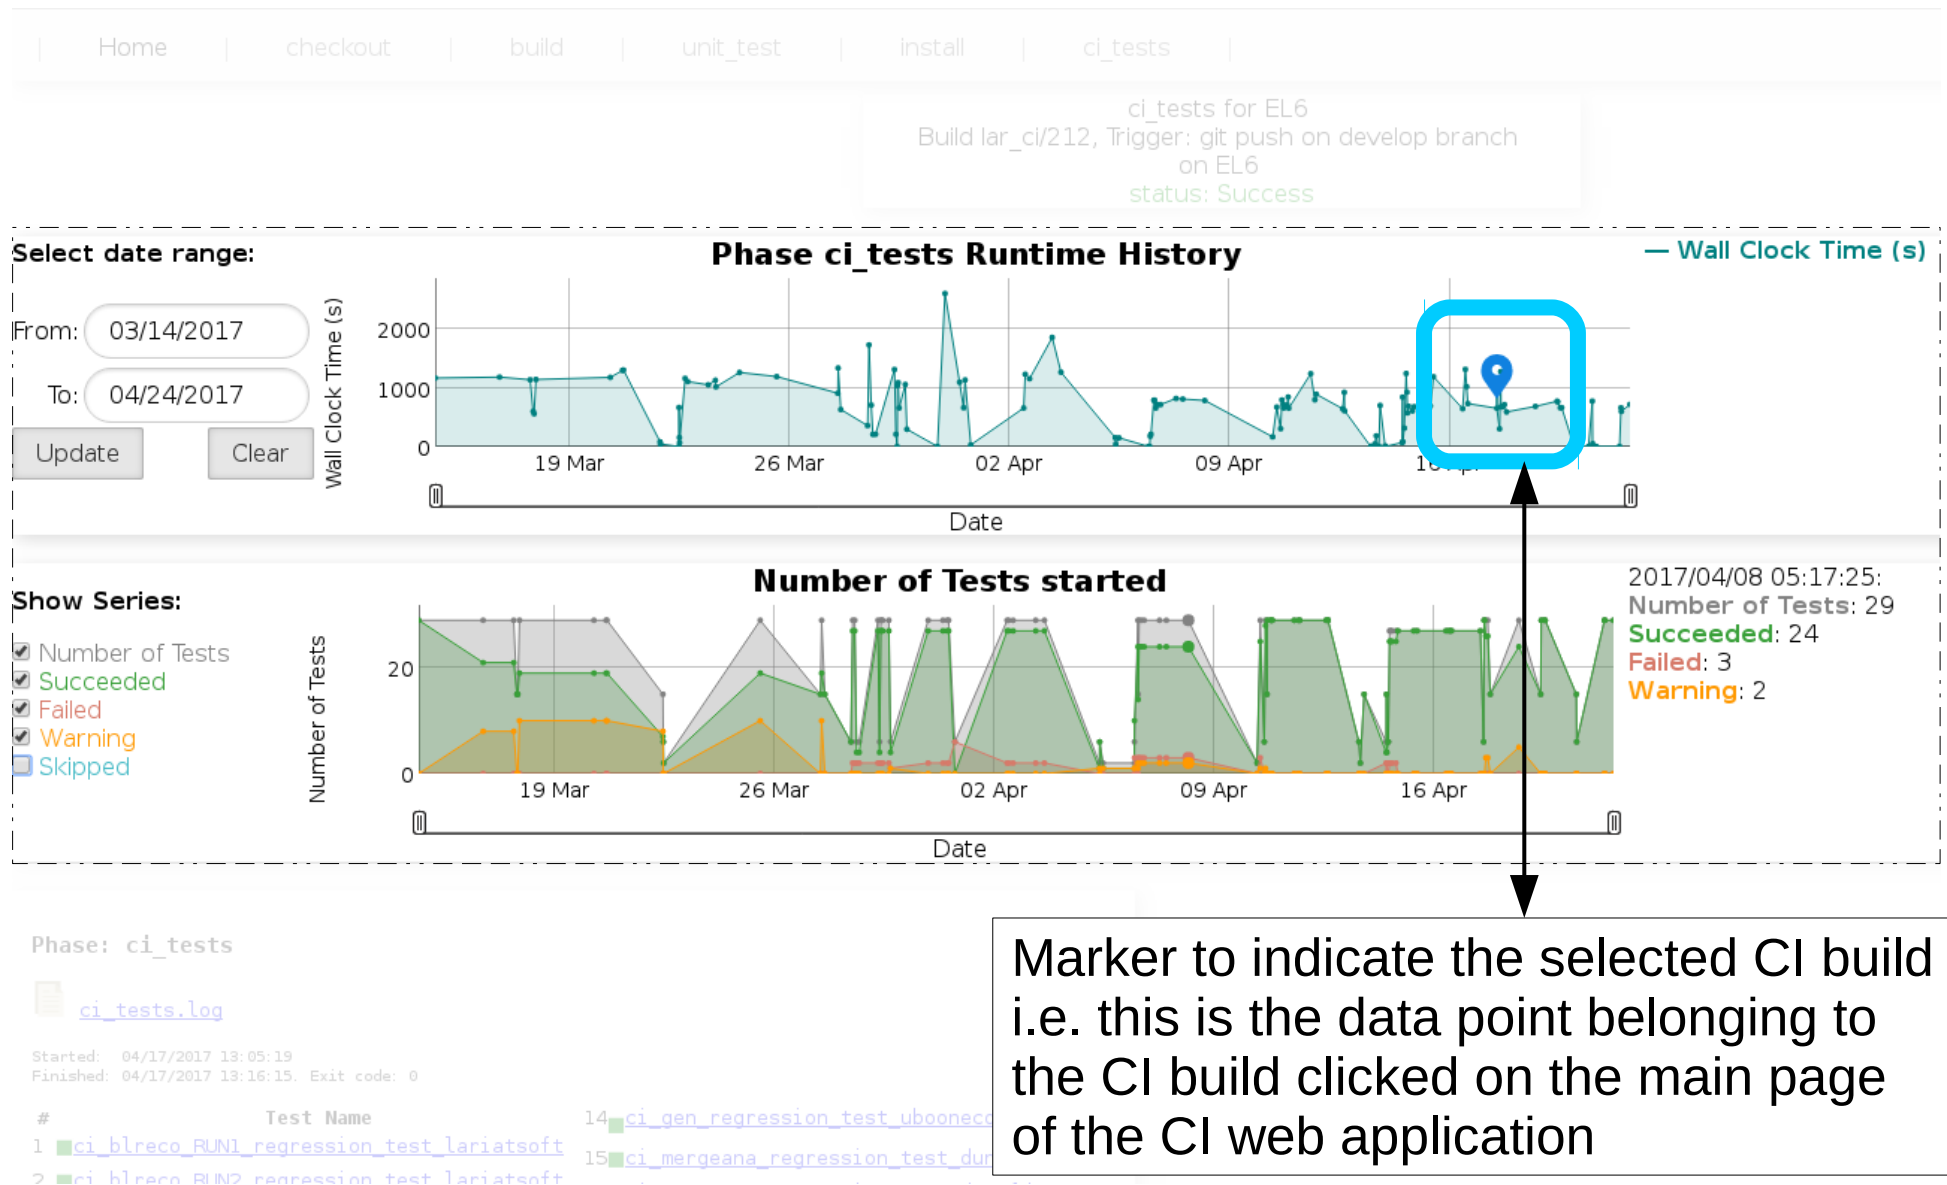 Home | checkout | build | unit_test | install | ci_tests
ci_tests for EL6
Build lar_ci/212, Trigger: git push on develop branch
on EL6
status: Success
Select date range:
From: 03/14/2017
To: 04/24/2017
Update Clear
Phase ci_tests Runtime History
— Wall Clock Time (s)
Wall Clock Time (s)
2000
1000
0
19 Mar 26 Mar 02 Apr 09 Apr
Date
Show Series:
Number of Tests
Succeeded
Failed
Warning
Skipped
Number of Tests started
Number of Tests
20
0
19 Mar 26 Mar 02 Apr 09 Apr 16 Apr
Date
2017/04/08 05:17:25:
Number of Tests: 29
Succeeded: 24
Failed: 3
Warning: 2
Phase: ci_tests
ci_tests.log
Started: 04/17/2017 13:05:19
Finished: 04/17/2017 13:16:15. Exit code: 0
# Test Name
1 ci_blreco_RUN1_regression_test_lariatsoft
2 ci_blreco_RUN2_regression_test_lariatsoft
14 ci_gen_regression_test_ubooneco
15 ci_mergeana_regression_test_dun
Marker to indicate the selected CI build
i.e. this is the data point belonging to
the CI build clicked on the main page
of the CI web application